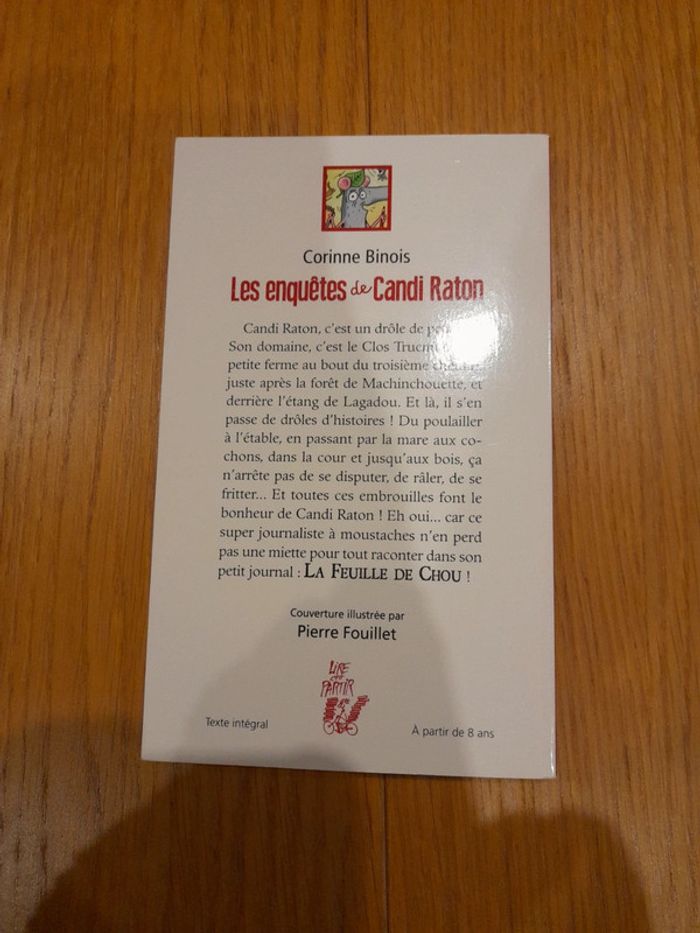 Corinne Binois
Les enquêtes de Candi Raton
Candi Raton, c'est un drôle de
Son domaine, c'est le Clos
petite ferme au bout du troisième
juste après la forêt de Machinchouette, et
derrière l'étang de Lagadou. Et là, il s'en
passe de drôles d'histoires ! Du poulailler
à l'étable, en passant par la mare aux co-
chons, dans la cour et jusqu'aux bois, ça
n'arrête pas de se disputer, de râler, de se
fritter... Et toutes ces embrouilles font le
bonheur de Candi Raton ! Eh oui... car ce
super journaliste à moustaches n'en perd
pas une miette pour tout raconter dans son
petit journal : LA FEUILLE DE CHOU !
Couverture illustrée par
Pierre Fouillet
LIRE
et
PARTIR
Texte intégral
À partir de 8 ans